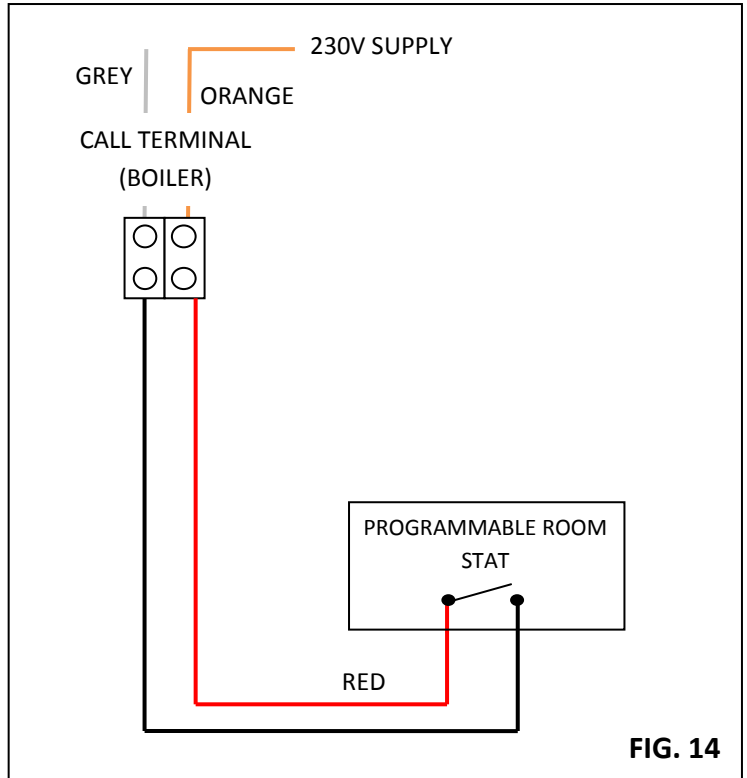 230V SUPPLY
GREY
ORANGE
CALL TERMINAL
(BOILER)
PROGRAMMABLE ROOM
STAT
RED
FIG. 14